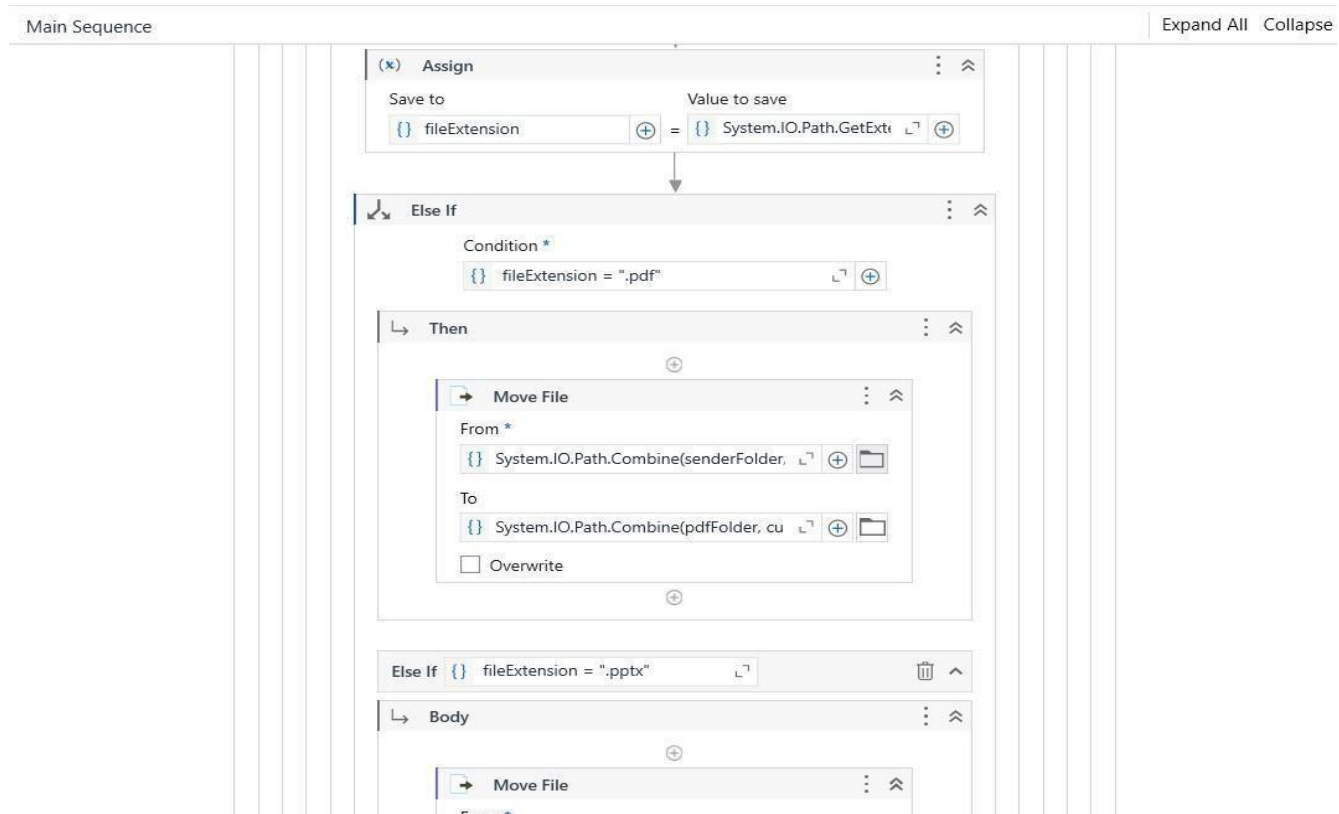 Main Sequence Expand All Collapse
(x) Assign
Save to Value to save
{} fileExtension = {} System.IO.Path.GetExte
Else If
Condition *
{} fileExtension = ".pdf"
Then
Move File
From *
{} System.IO.Path.Combine(senderFolder,
To
{} System.IO.Path.Combine(pdfFolder, cu
Overwrite
Else If {} fileExtension = ".pptx"
Body
Move File